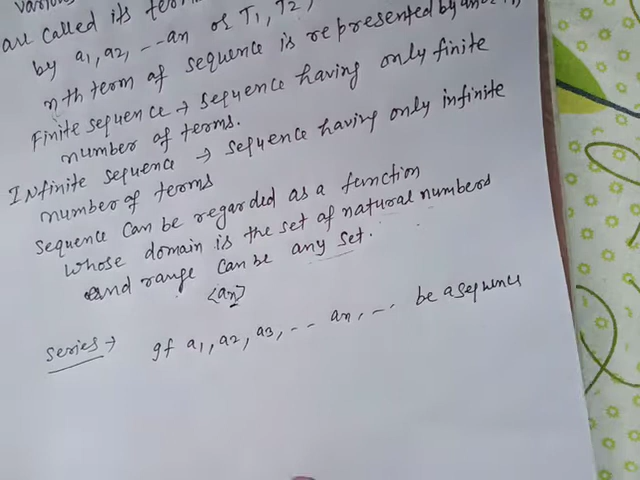 various
are called its ter
by a1, a2, -- an or T1, T2,
nth term of sequence is represented by an
Finite sequence → sequence having only finite
number of terms.
INfinite sequence → sequence having only infinite
number of terms
sequence can be regarded as a function
whose domain is the set of natural numbers
and range can be any set.
<an>
series → If a1, a2, a3, -- an, -- be a sequence